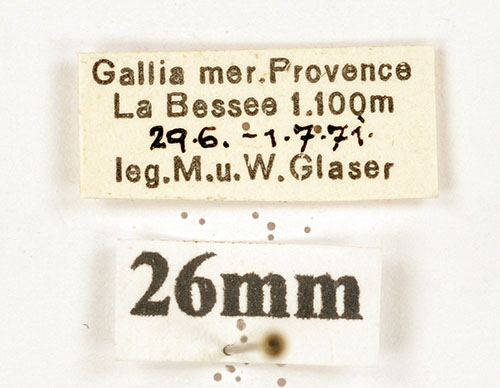 Gallia mer.Provence
La Bessee 1.100m
29.6.-1.7.71.
leg.M.u.W.Glaser
26mm